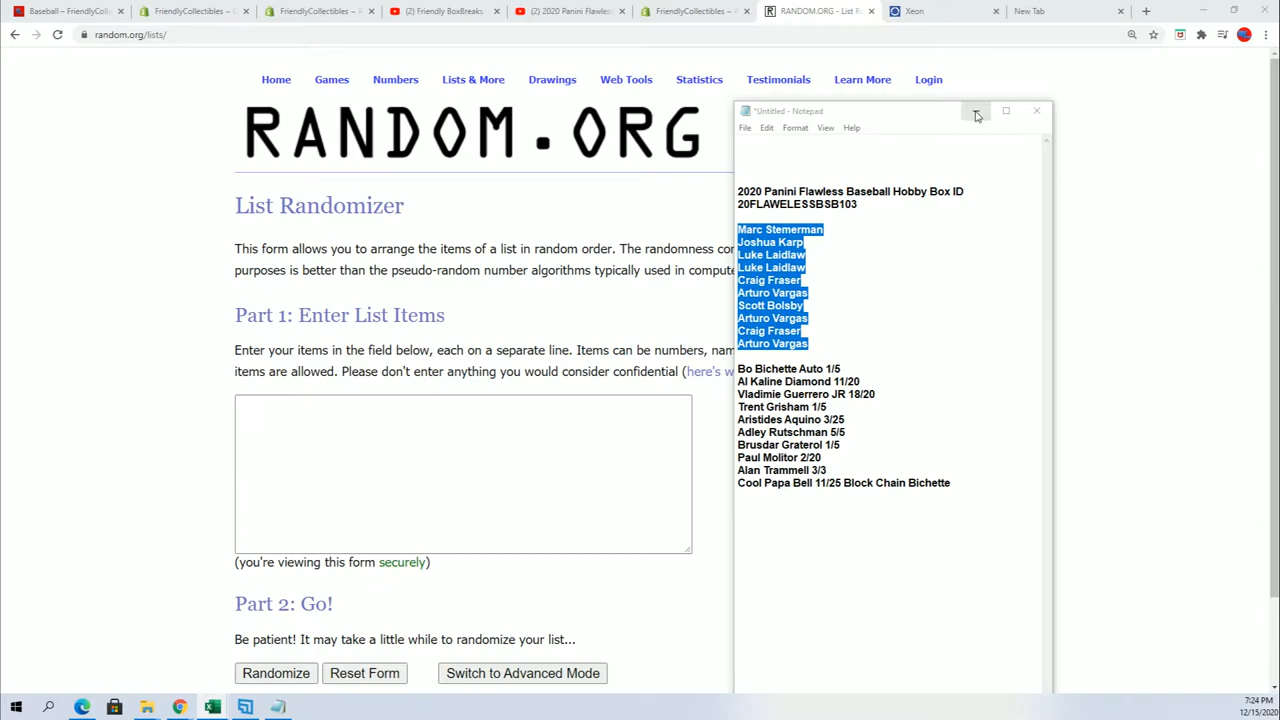 Baseball – FriendlyColl
FriendlyCollectibles – C
FriendlyCollectibles – P
(2) Friendly BoxBreaks
(2) 2020 Panini Flawles
FriendlyCollectibles –
RANDOM.ORG - List R
Xeon
New Tab
random.org/lists/
Home
Games
Numbers
Lists & More
Drawings
Web Tools
Statistics
Testimonials
Learn More
Login
RANDOM.ORG
List Randomizer
This form allows you to arrange the items of a list in random order. The randomness co
purposes is better than the pseudo-random number algorithms typically used in compute
Part 1: Enter List Items
Enter your items in the field below, each on a separate line. Items can be numbers, nam
items are allowed. Please don't enter anything you would consider confidential (here's w
(you're viewing this form securely)
Part 2: Go!
Be patient! It may take a little while to randomize your list...
Randomize
Reset Form
Switch to Advanced Mode
*Untitled - Notepad
File Edit Format View Help
2020 Panini Flawless Baseball Hobby Box ID
20FLAWELESSBSB103
Marc Stemerman
Joshua Karp
Luke Laidlaw
Luke Laidlaw
Craig Fraser
Arturo Vargas
Scott Bolsby
Arturo Vargas
Craig Fraser
Arturo Vargas
Bo Bichette Auto 1/5
Al Kaline Diamond 11/20
Vladimie Guerrero JR 18/20
Trent Grisham 1/5
Aristides Aquino 3/25
Adley Rutschman 5/5
Brusdar Graterol 1/5
Paul Molitor 2/20
Alan Trammell 3/3
Cool Papa Bell 11/25 Block Chain Bichette
7:24 PM
12/15/2020